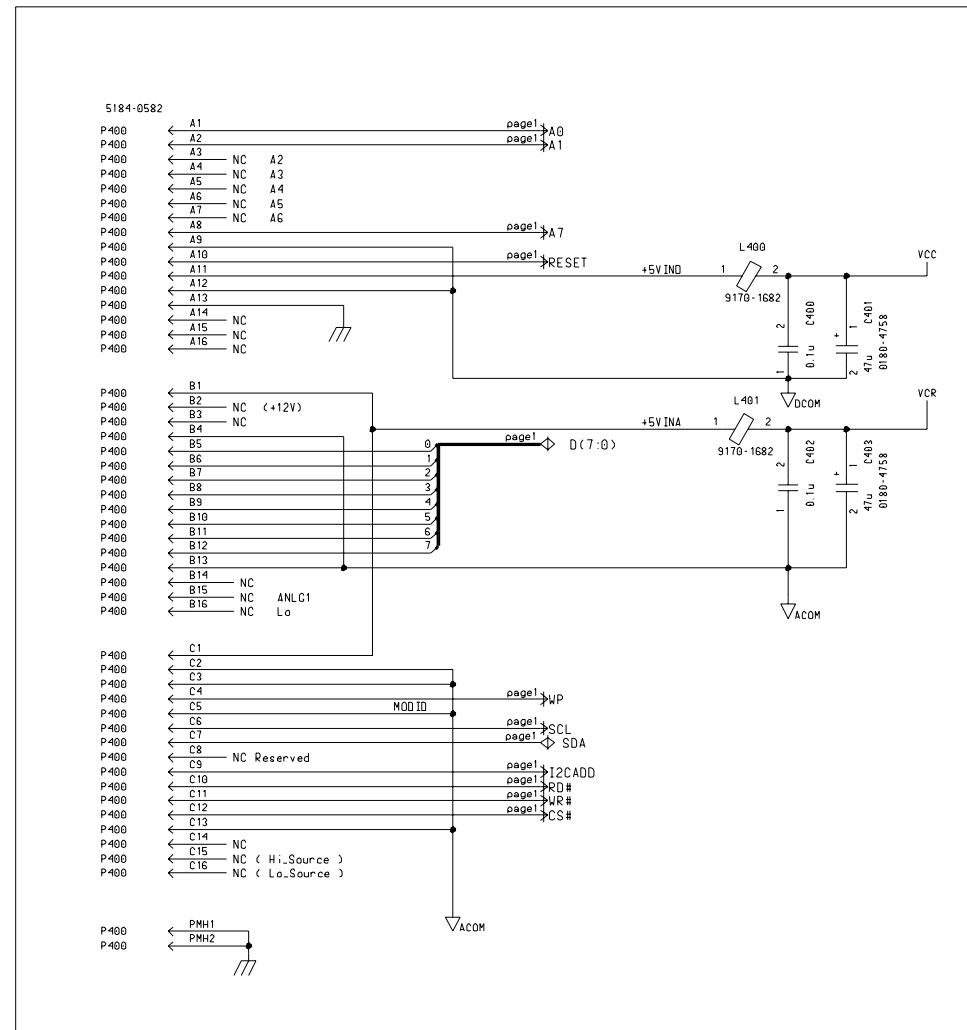 5184-0582
P400 A1 page1 A0
P400 A2 page1 A1
P400 A3 NC A2
P400 A4 NC A3
P400 A5 NC A4
P400 A6 NC A5
P400 A7 NC A6
P400 A8 page1 A7
P400 A9
P400 A10 page1 RESET
P400 A11 +5VIND 1 L400 2 VCC
9170-1682
P400 A12
P400 A13
P400 A14 NC
P400 A15 NC
P400 A16 NC
2 C400 1 0.1u
+ 1 C401 2 47u 0180-4758
DCOM
P400 B1
P400 B2 NC (+12V)
P400 B3 NC
P400 B4 +5VINA 1 L401 2 VCR
9170-1682
P400 B5 0 page1 D(7:0)
P400 B6 1
P400 B7 2
P400 B8 3
P400 B9 4
P400 B10 5
P400 B11 6
P400 B12 7
P400 B13
P400 B14 NC
P400 B15 NC ANLG1
P400 B16 NC Lo
2 C402 1 0.1u
+ 1 C403 2 47u 0180-4758
ACOM
P400 C1
P400 C2
P400 C3
P400 C4 page1 WP
P400 C5 MODID
P400 C6 page1 SCL
P400 C7 page1 SDA
P400 C8 NC Reserved
P400 C9 page1 I2CADD
P400 C10 page1 RD#
P400 C11 page1 WR#
P400 C12 page1 CS#
P400 C13
P400 C14 NC
P400 C15 NC ( Hi_Source )
P400 C16 NC ( Lo_Source )
ACOM
P400 PMH1
P400 PMH2